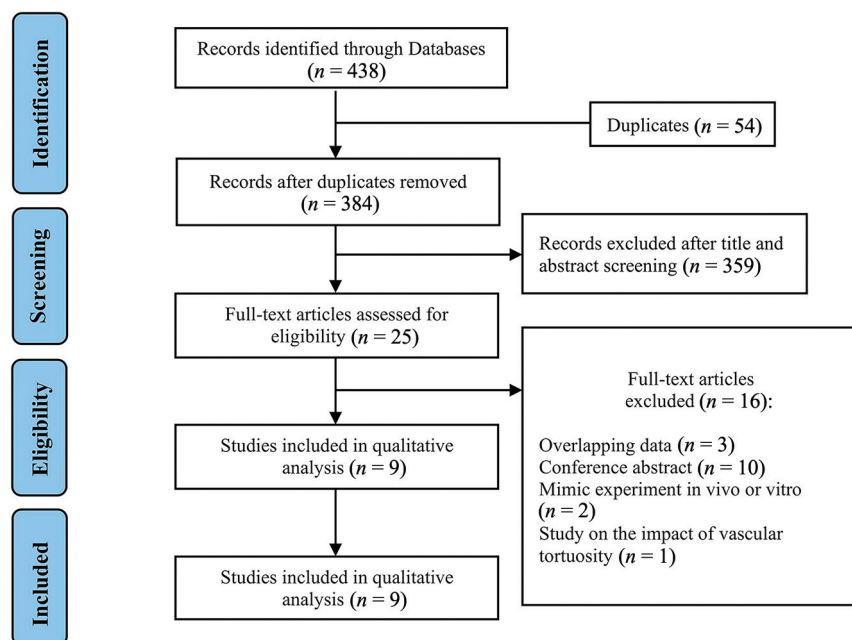 Identification
Records identified through Databases
(n = 438)
Duplicates (n = 54)
Records after duplicates removed
(n = 384)
Screening
Records excluded after title and
abstract screening (n = 359)
Full-text articles assessed for
eligibility (n = 25)
Eligibility
Full-text articles
excluded (n = 16):
Overlapping data (n = 3)
Conference abstract (n = 10)
Mimic experiment in vivo or vitro
(n = 2)
Study on the impact of vascular
tortuosity (n = 1)
Studies included in qualitative
analysis (n = 9)
Included
Studies included in qualitative
analysis (n = 9)